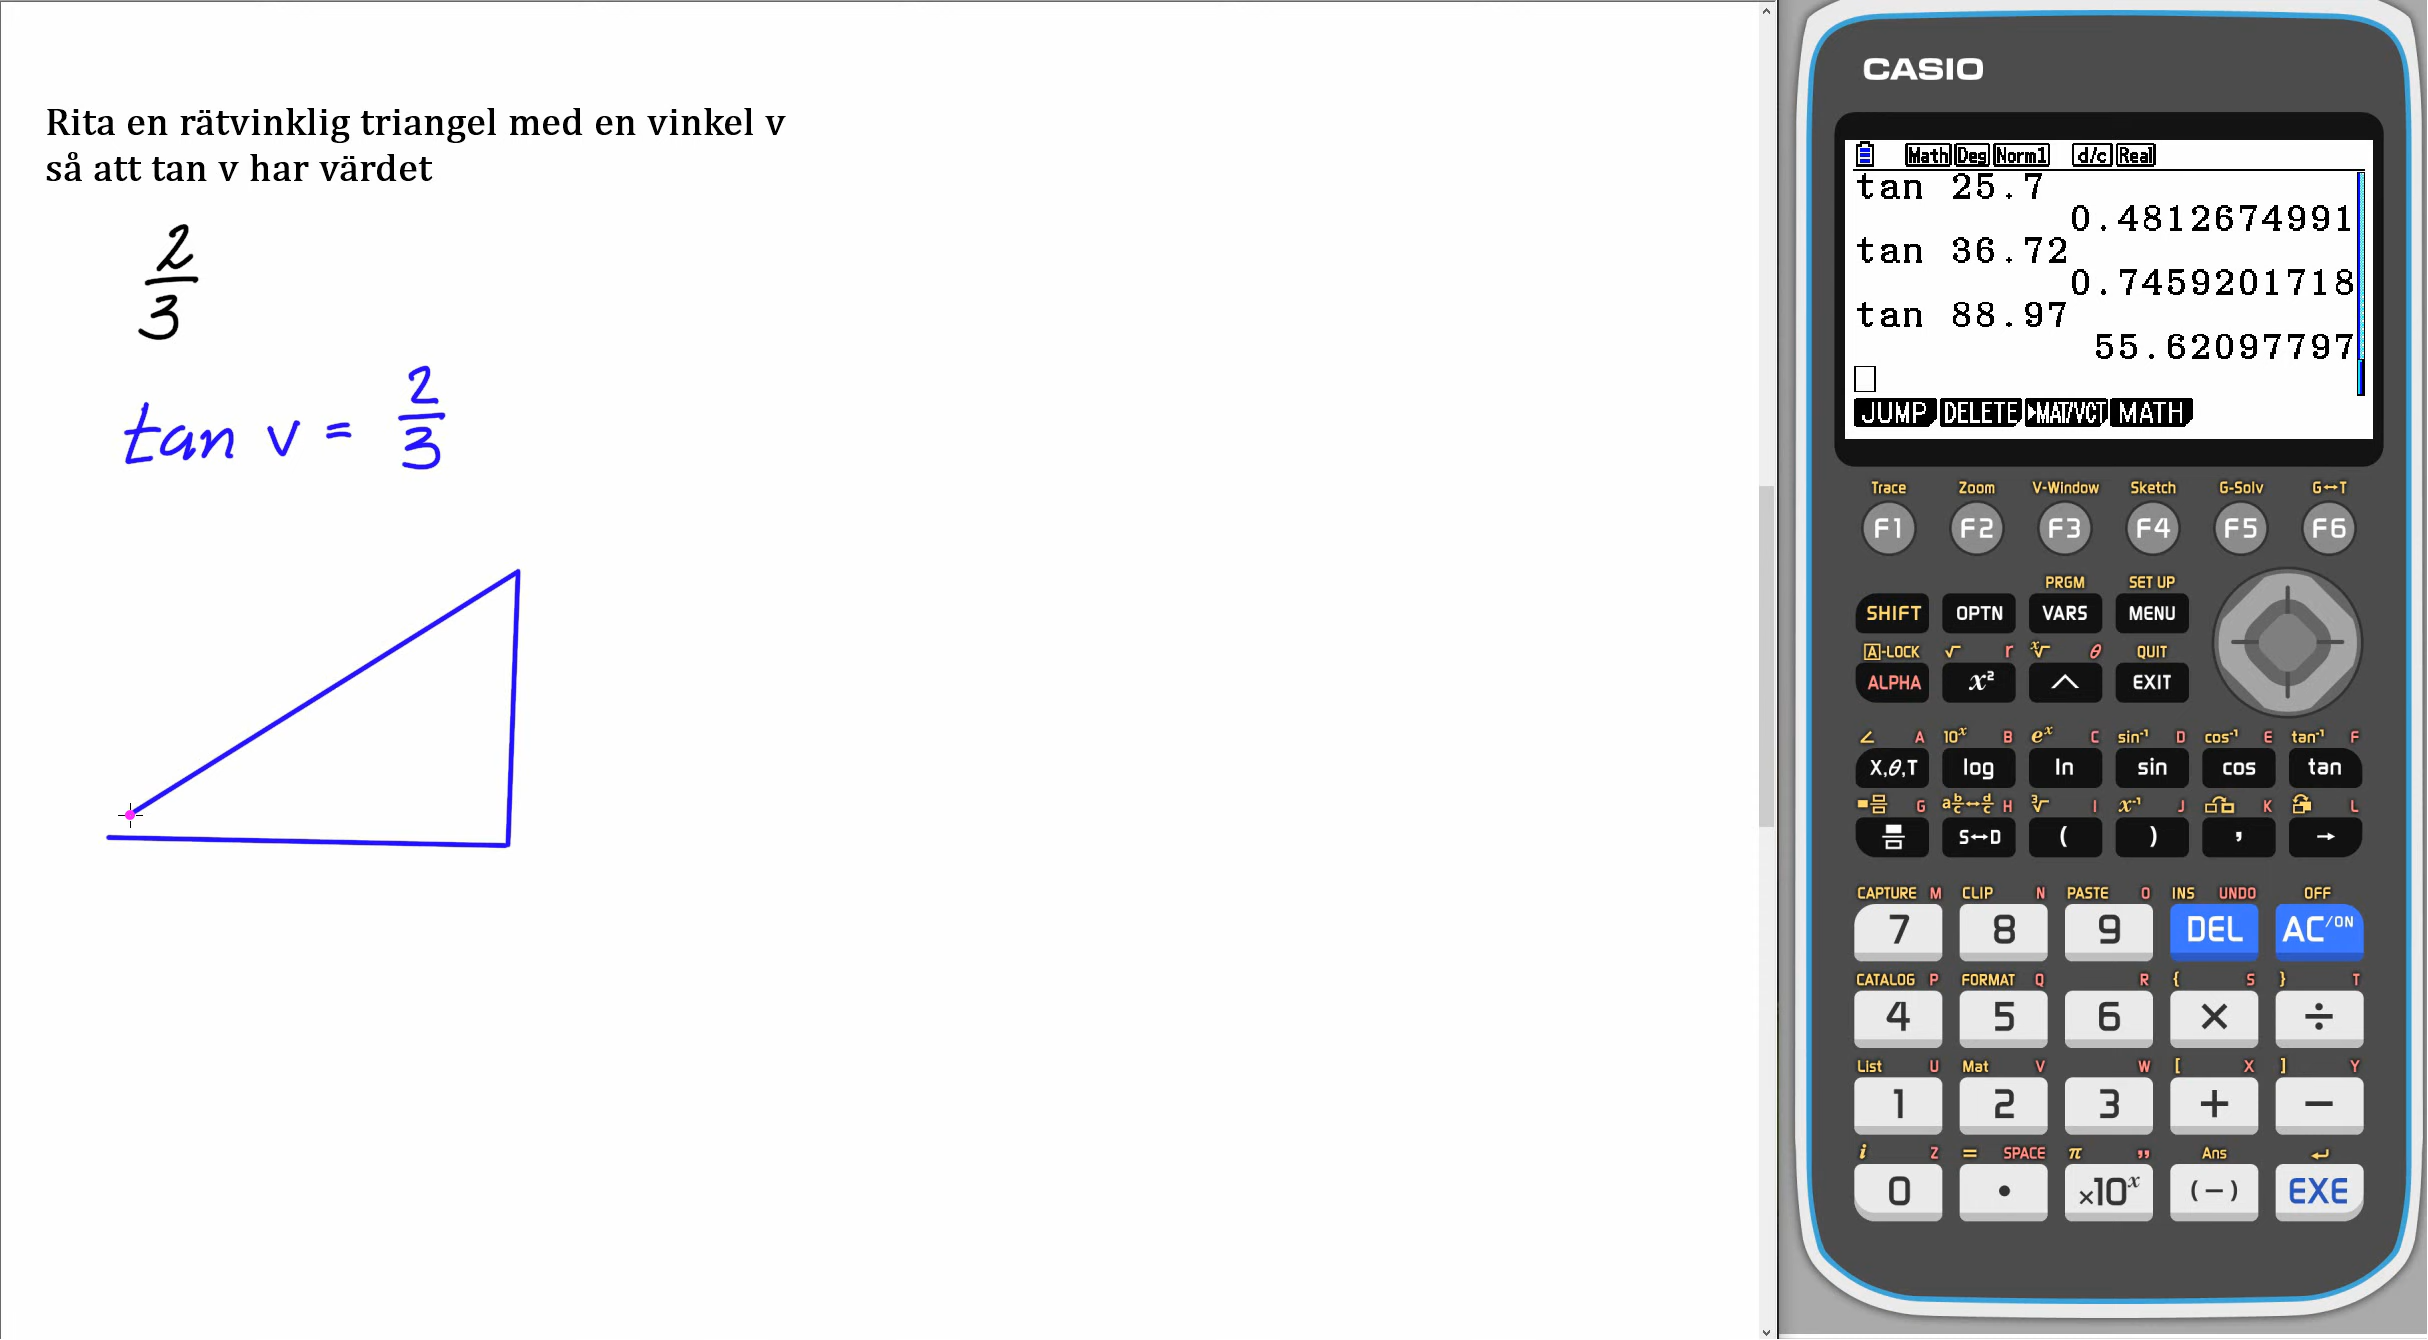 Rita en rätvinklig triangel med en vinkel v
så att tan v har värdet
2
3
tan v = 2/3
CASIO
Math Deg Norm1 d/c Real
tan 25.7
0.4812674991
tan 36.72
0.7459201718
tan 88.97
55.62097797
JUMP DELETE ▶MAT/VCT MATH
Trace Zoom V-Window Sketch G-Solv G↔T
F1 F2 F3 F4 F5 F6
PRGM SET UP
SHIFT OPTN VARS MENU
A-LOCK √ r ˣ√ θ QUIT
ALPHA x² ^ EXIT
∠ A 10ˣ B eˣ C sin⁻¹ D cos⁻¹ E tan⁻¹ F
X,θ,T log ln sin cos tan
G a b/c↔d/c H ³√ I x⁻¹ J K L
S↔D ( ) , →
CAPTURE M CLIP N PASTE O INS UNDO OFF
7 8 9 DEL AC/ON
CATALOG P FORMAT Q R { S } T
4 5 6 × ÷
List U Mat V W [ X ] Y
1 2 3 + −
i Z = SPACE π " Ans ↵
0 • ×10ˣ (−) EXE